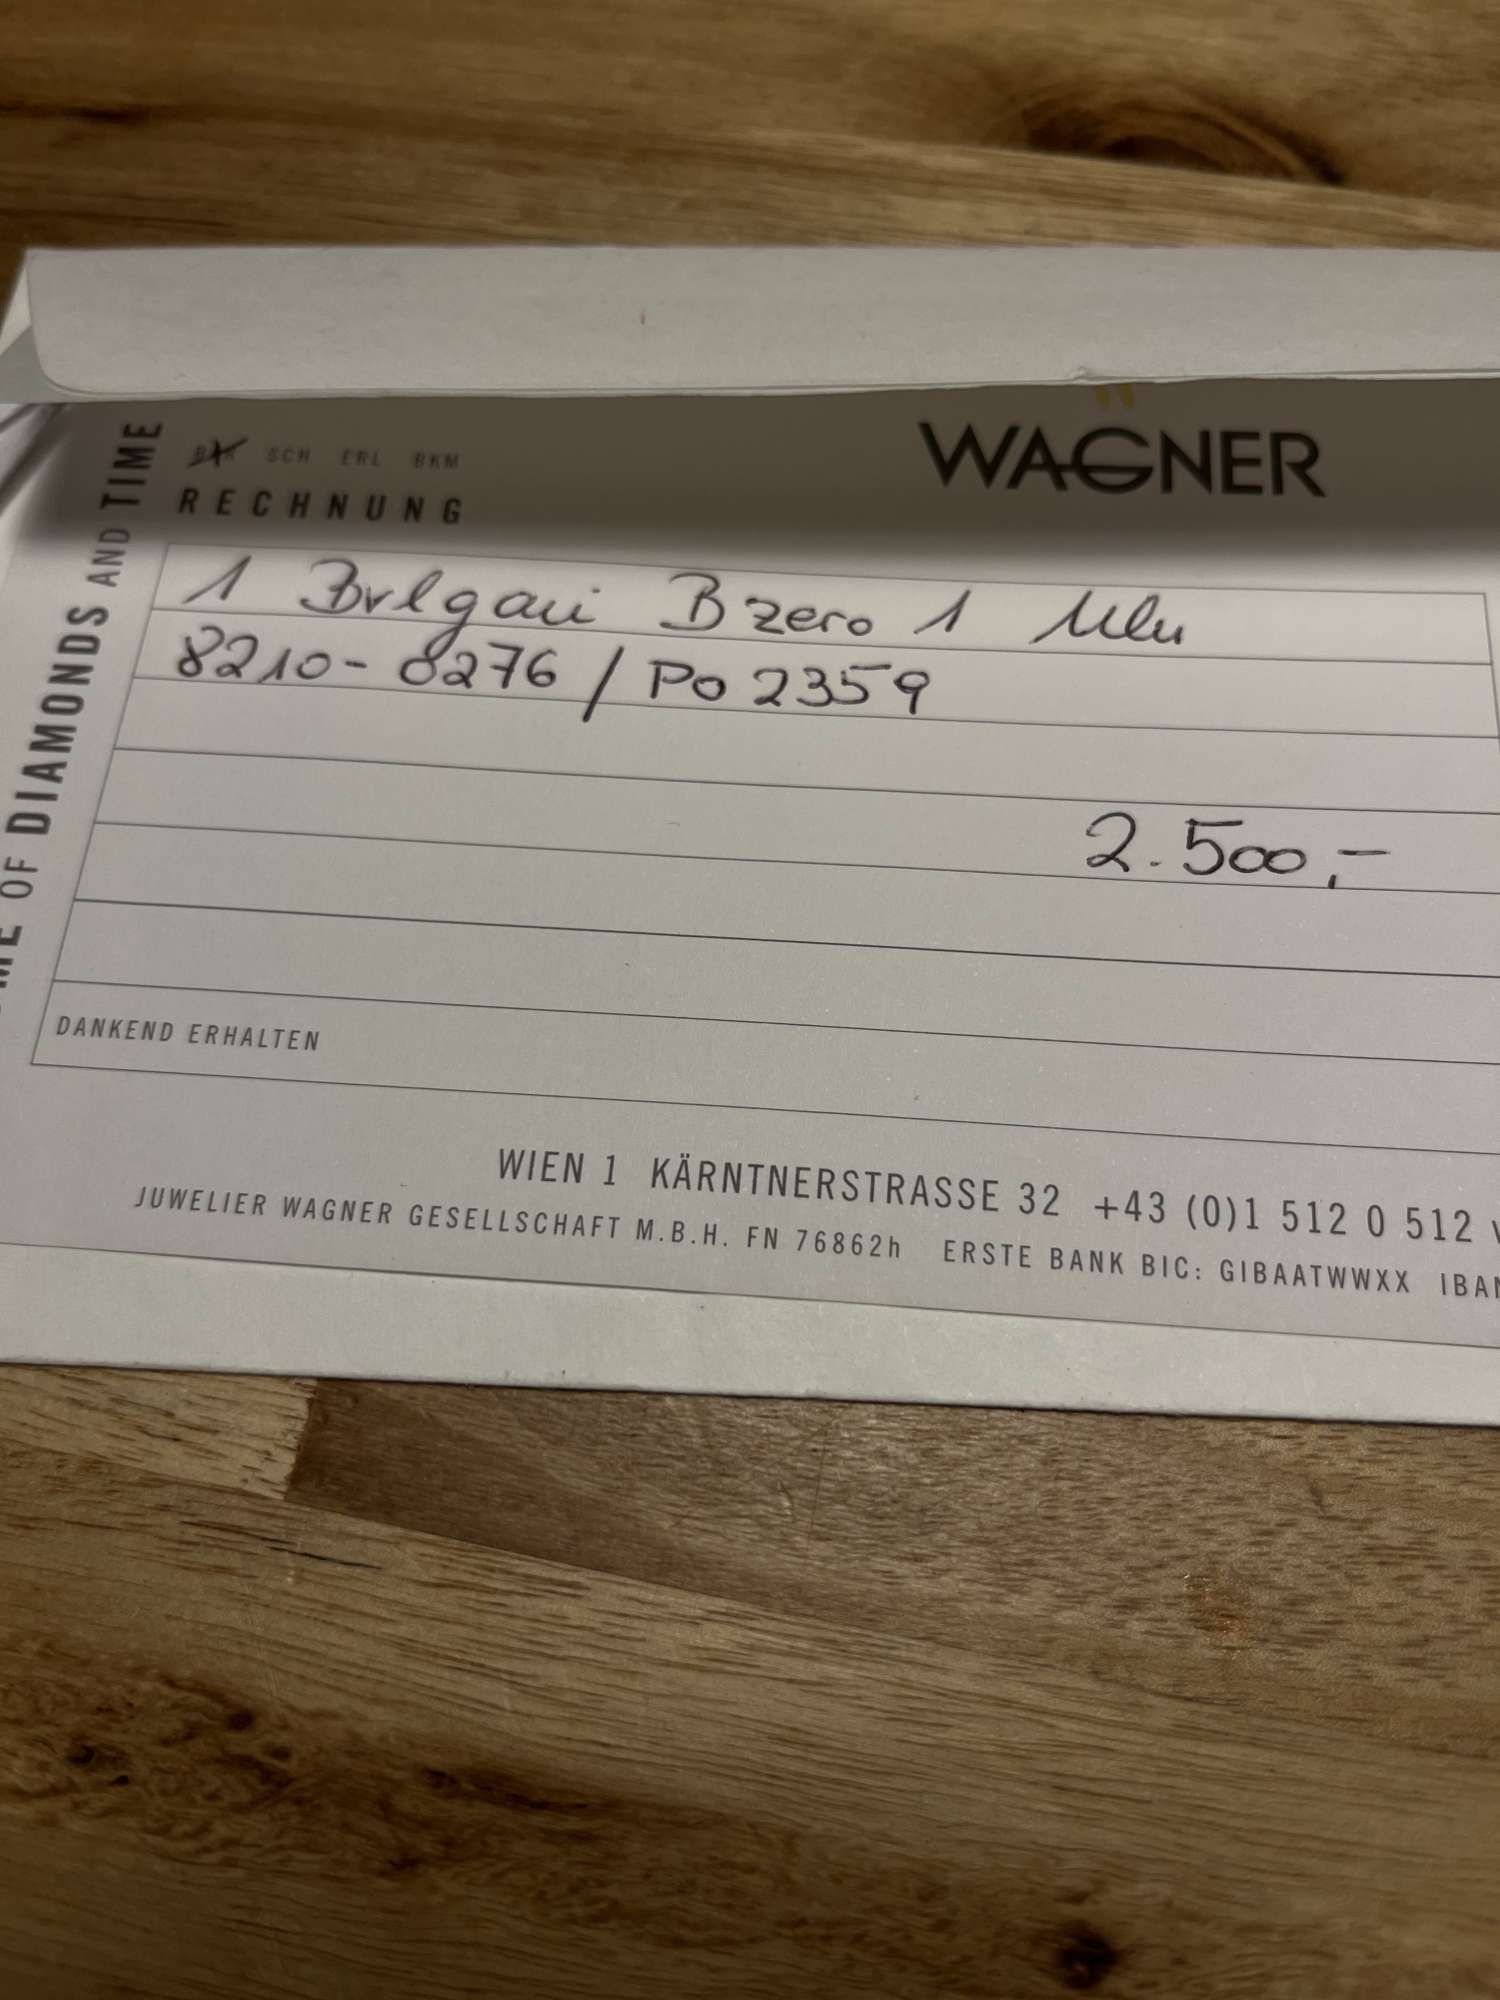 WAGNER
BAR SCH ERL BKM
RECHNUNG
OF DIAMONDS AND TIME
1 Bvlgari Bzero 1 Uhr
8210-8276 / Po 2359
2.500,-
DANKEND ERHALTEN
WIEN 1 KÄRNTNERSTRASSE 32 +43 (0)1 512 0 512
JUWELIER WAGNER GESELLSCHAFT M.B.H. FN 76862h ERSTE BANK BIC: GIBAATWWXX